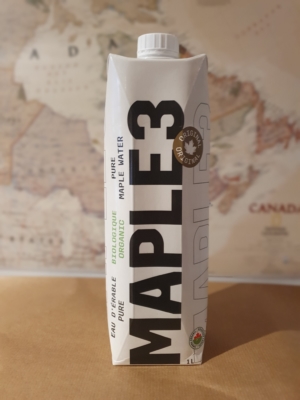 MAPLE3
PURE
MAPLE WATER
BIOLOGIQUE
ORGANIC
EAU D'ÉRABLE
PURE
1L
CANADA